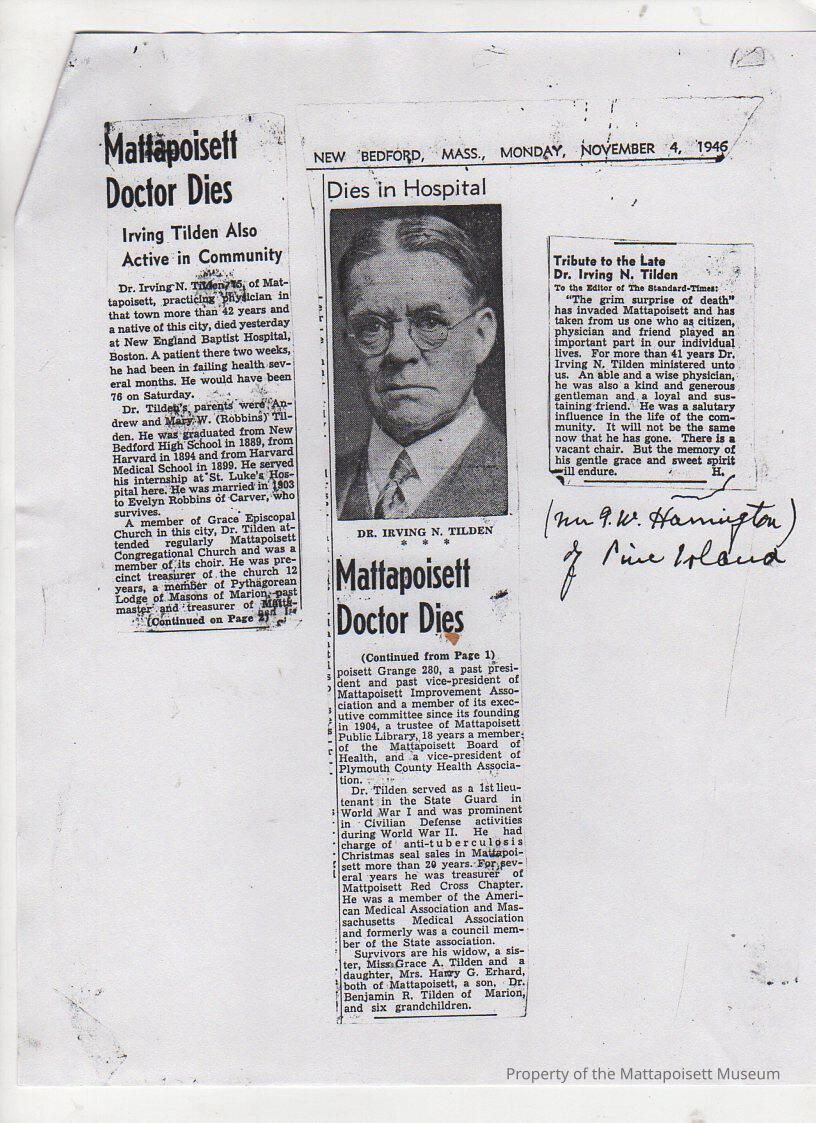 Mattapoisett
Doctor Dies
Irving Tilden Also
Active in Community
Dr. Irving N. Tilden, 75, of Mat-
tapoisett, practicing physician in
that town more than 42 years and
a native of this city, died yesterday
at New England Baptist Hospital,
Boston. A patient there two weeks,
he had been in failing health sev-
eral months. He would have been
76 on Saturday.
Dr. Tilden's parents were An-
drew and Mary W. (Robbins) Til-
den. He was graduated from New
Bedford High School in 1889, from
Harvard in 1894 and from Harvard
Medical School in 1899. He served
his internship at St. Luke's Hos-
pital here. He was married in 1903
to Evelyn Robbins of Carver, who
survives.
A member of Grace Episcopal
Church in this city, Dr. Tilden at-
tended regularly Mattapoisett
Congregational Church and was a
member of its choir. He was pre-
cinct treasurer of the church 12
years, a member of Pythagorean
Lodge of Masons of Marion, past
master and treasurer of Matta-
(Continued on Page 2)
NEW BEDFORD, MASS., MONDAY, NOVEMBER 4, 1946
Dies in Hospital
DR. IRVING N. TILDEN
* * *
Mattapoisett
Doctor Dies
(Continued from Page 1)
poisett Grange 280, a past presi-
dent and past vice-president of
Mattapoisett Improvement Asso-
ciation and a member of its exec-
utive committee since its founding
in 1904, a trustee of Mattapoisett
Public Library, 18 years a member
of the Mattapoisett Board of
Health, and a vice-president of
Plymouth County Health Associa-
tion.
Dr. Tilden served as a 1st lieu-
tenant in the State Guard in
World War I and was prominent
in Civilian Defense activities
during World War II. He had
charge of anti-tuberculosis
Christmas seal sales in Mattapoi-
sett more than 20 years. For sev-
eral years he was treasurer of
Mattpoisett Red Cross Chapter.
He was a member of the Ameri-
can Medical Association and Mas-
sachusetts Medical Association
and formerly was a council mem-
ber of the State association.
Survivors are his widow, a sis-
ter, Miss Grace A. Tilden and a
daughter, Mrs. Harry G. Erhard,
both of Mattapoisett, a son, Dr.
Benjamin R. Tilden of Marion,
and six grandchildren.
Tribute to the Late
Dr. Irving N. Tilden
To the Editor of The Standard-Times:
"The grim surprise of death"
has invaded Mattapoisett and has
taken from us one who as citizen,
physician and friend played an
important part in our individual
lives. For more than 41 years Dr.
Irving N. Tilden ministered unto
us. An able and a wise physician,
he was also a kind and generous
gentleman and a loyal and sus-
taining friend. He was a salutary
influence in the life of the com-
munity. It will not be the same
now that he has gone. There is a
vacant chair. But the memory of
his gentle grace and sweet spirit
ill endure. H.
Harrington)
of Pine Island
Property of the Mattapoisett Museum